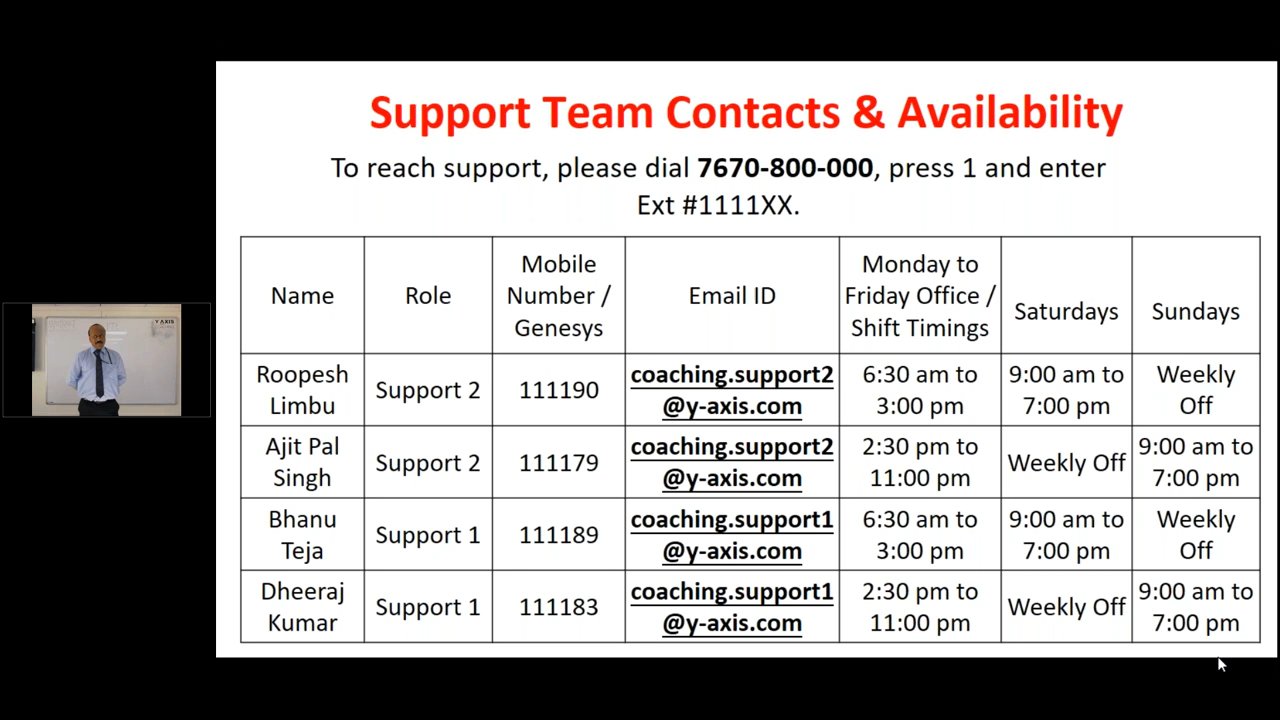 Support Team Contacts & Availability
To reach support, please dial 7670-800-000, press 1 and enter
Ext #1111XX.
Name
Role
Mobile
Number /
Genesys
Email ID
Monday to
Friday Office /
Shift Timings
Saturdays
Sundays
Roopesh
Limbu
Support 2
111190
coaching.support2
@y-axis.com
6:30 am to
3:00 pm
9:00 am to
7:00 pm
Weekly
Off
Ajit Pal
Singh
Support 2
111179
coaching.support2
@y-axis.com
2:30 pm to
11:00 pm
Weekly Off
9:00 am to
7:00 pm
Bhanu
Teja
Support 1
111189
coaching.support1
@y-axis.com
6:30 am to
3:00 pm
9:00 am to
7:00 pm
Weekly
Off
Dheeraj
Kumar
Support 1
111183
coaching.support1
@y-axis.com
2:30 pm to
11:00 pm
Weekly Off
9:00 am to
7:00 pm
Y-AXIS